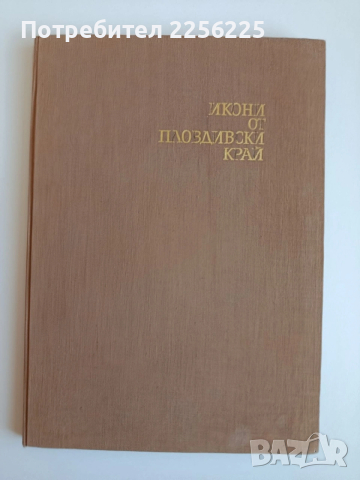 Потребител 2256225
ИКОНИ
ОТ
ПЛОВДИВСКИ
КРАЙ
BAZAR